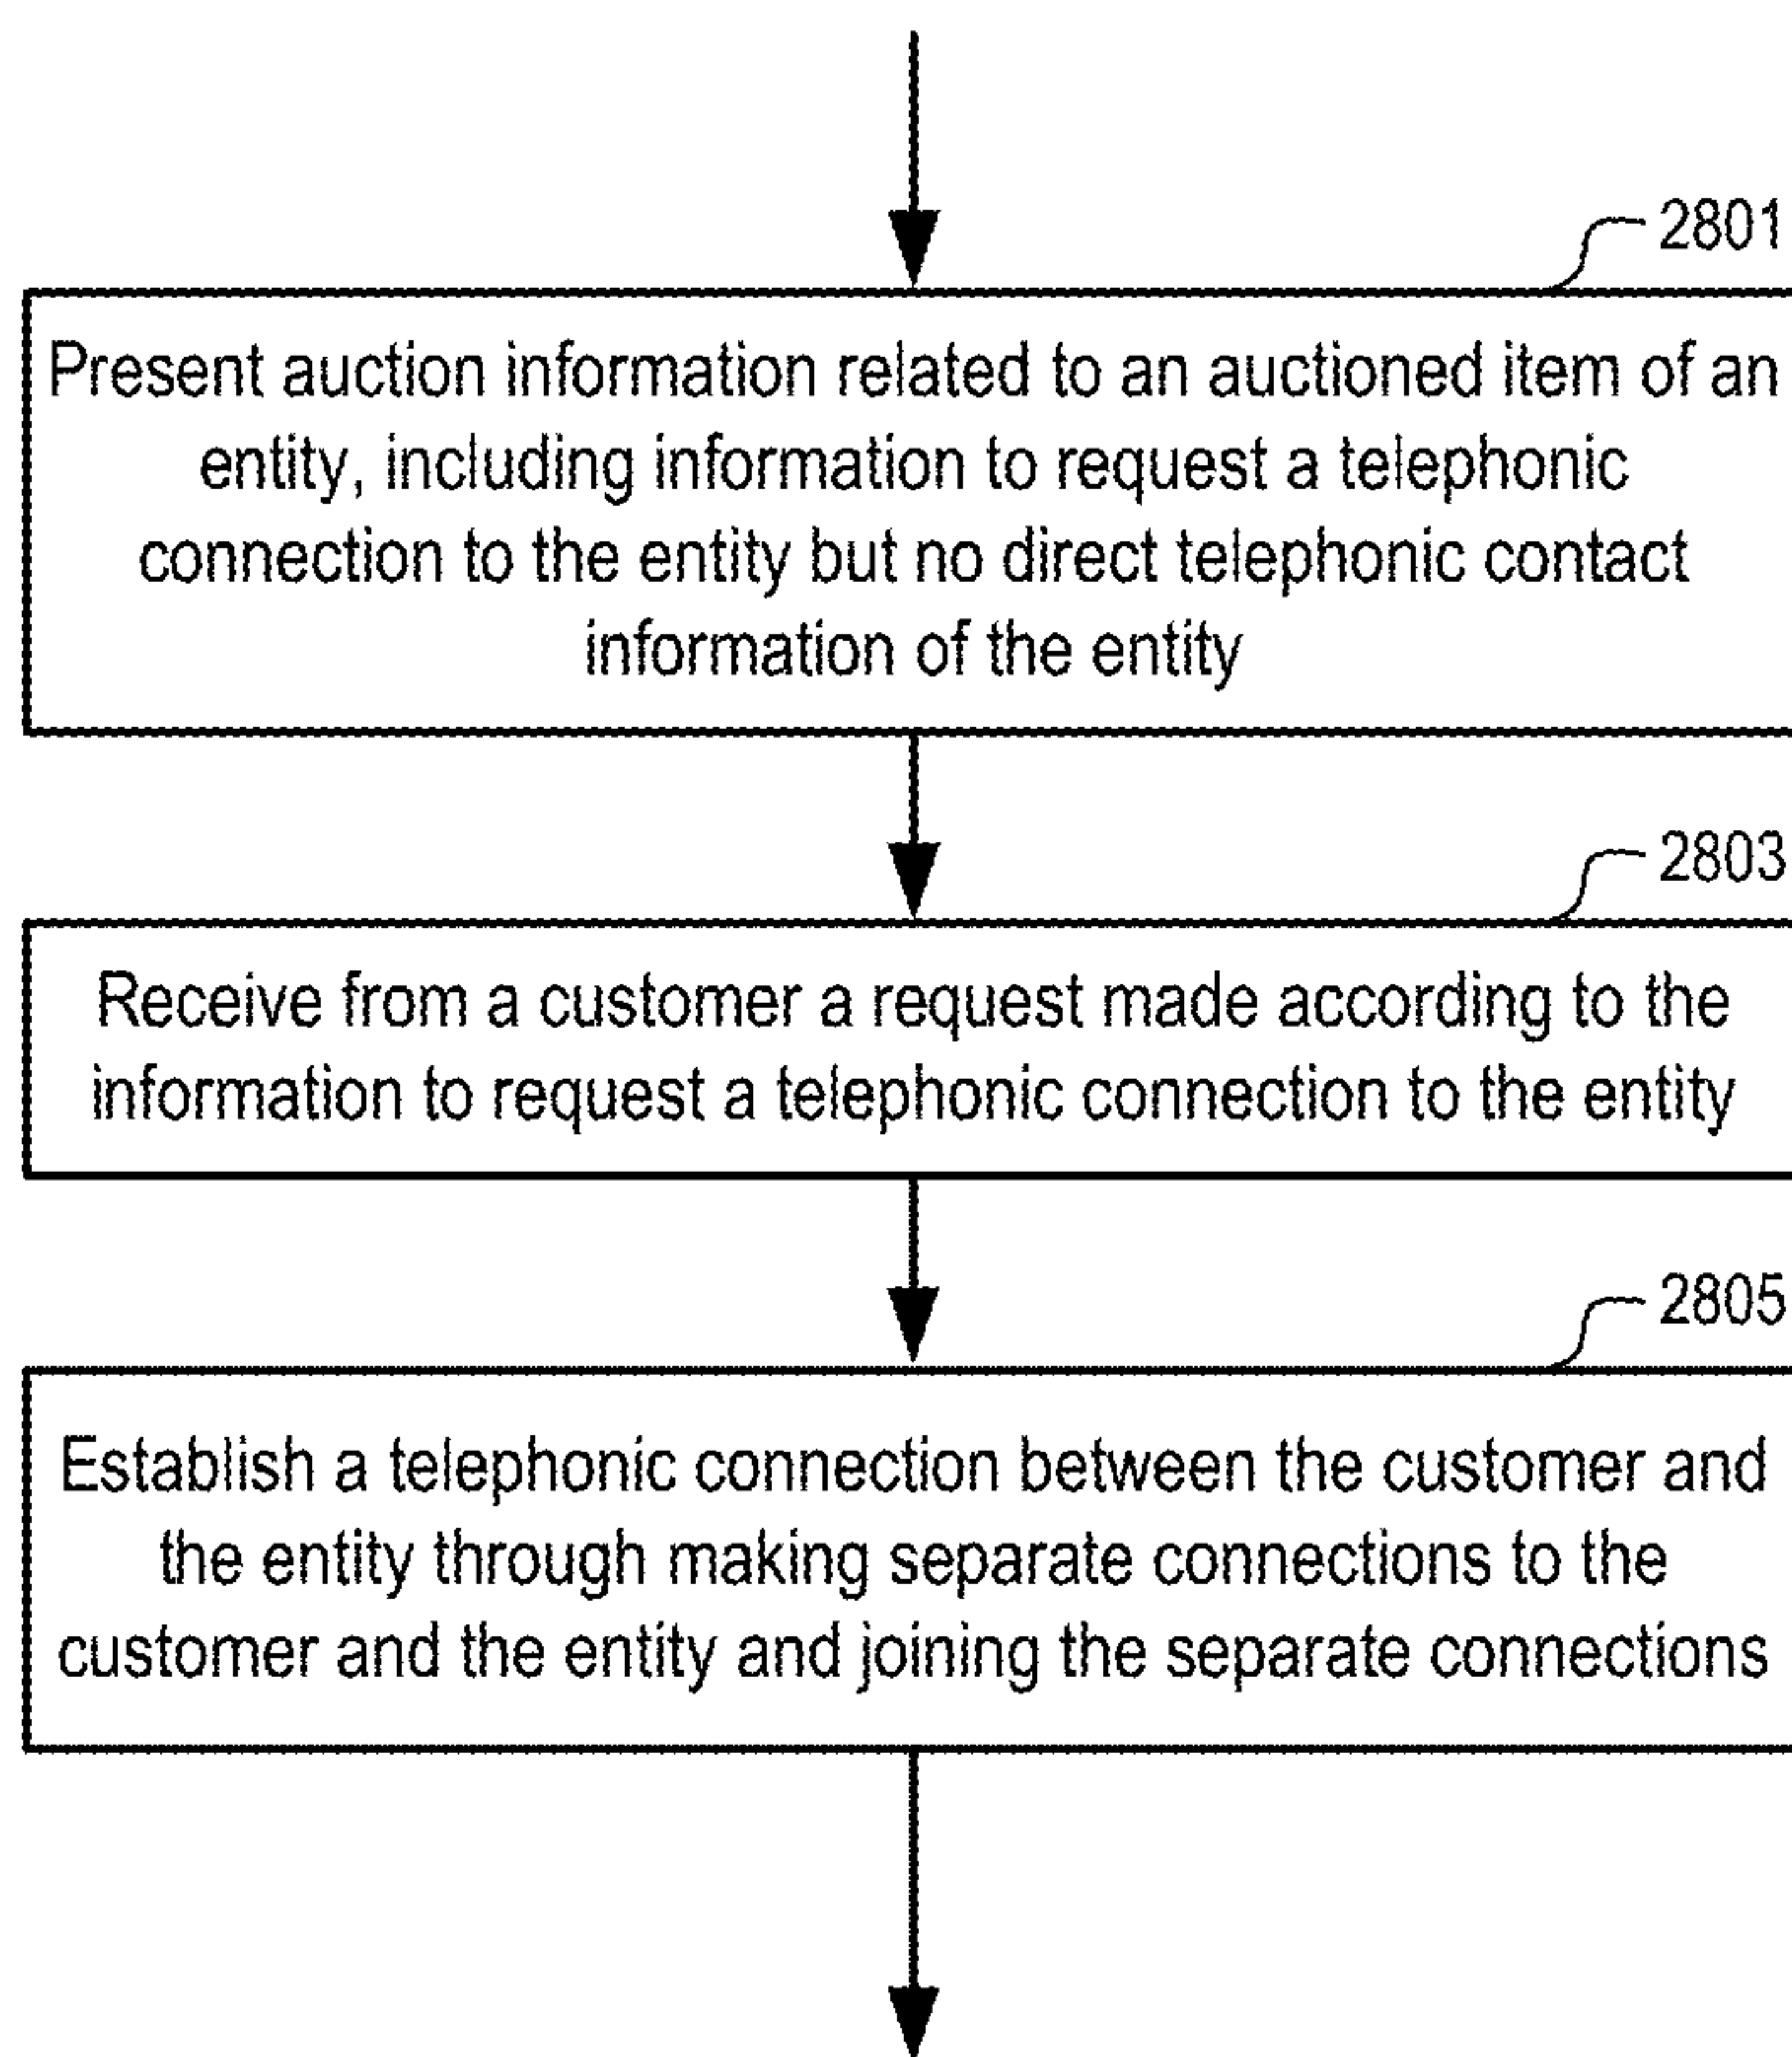 2801
Present auction information related to an auctioned item of an
entity, including information to request a telephonic
connection to the entity but no direct telephonic contact
information of the entity
2803
Receive from a customer a request made according to the
information to request a telephonic connection to the entity
2805
Establish a telephonic connection between the customer and
the entity through making separate connections to the
customer and the entity and joining the separate connections